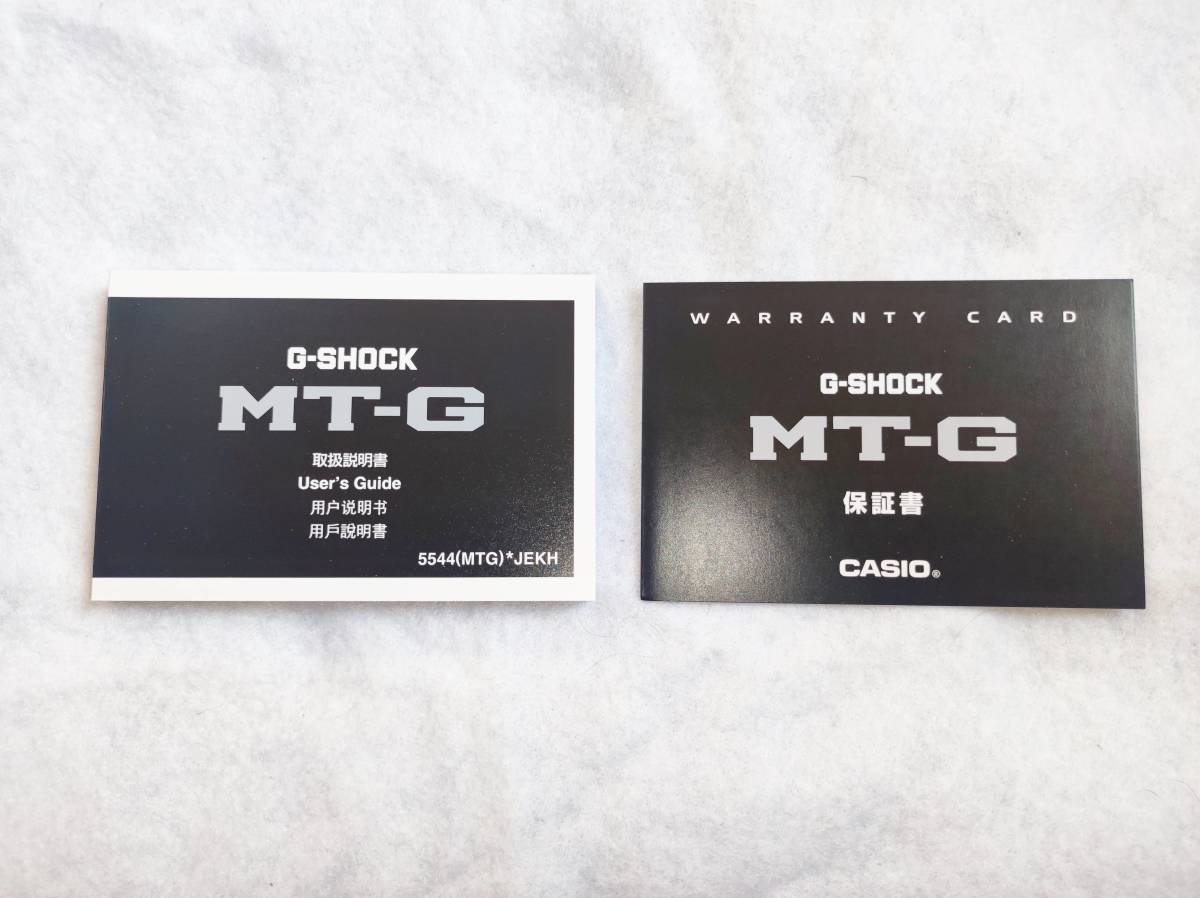 G-SHOCK
MT-G
取扱説明書
User's Guide
用户说明书
用戶說明書
5544(MTG)*JEKH
WARRANTY CARD
G-SHOCK
MT-G
保証書
CASIO®